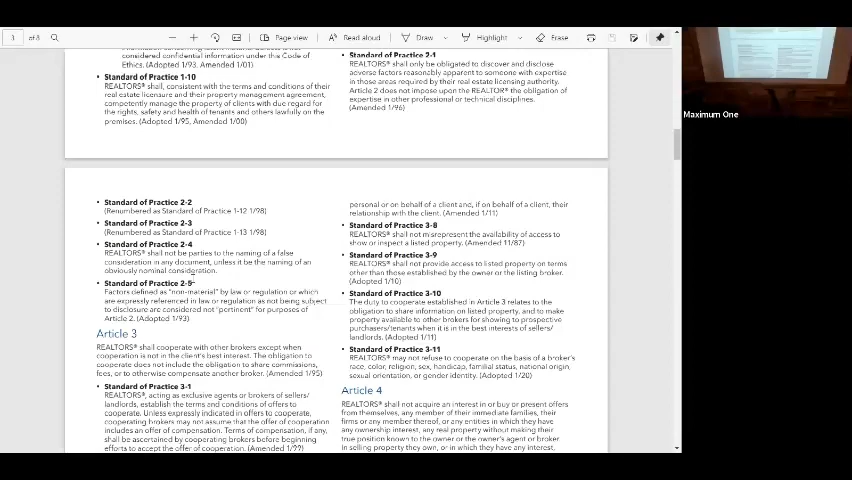 3 of 8
Page view
Read aloud
Draw
Highlight
Erase
Maximum One
considered confidential information under this Code of
Ethics. (Adopted 1/93, Amended 1/01)
• Standard of Practice 1-10
REALTORS® shall, consistent with the terms and conditions of their
real estate licensure and their property management agreement,
competently manage the property of clients with due regard for
the rights, safety and health of tenants and others lawfully on the
premises. (Adopted 1/95, Amended 1/00)
• Standard of Practice 2-1
REALTORS® shall only be obligated to discover and disclose
adverse factors reasonably apparent to someone with expertise
in those areas required by their real estate licensing authority.
Article 2 does not impose upon the REALTOR® the obligation of
expertise in other professional or technical disciplines.
(Amended 1/96)
• Standard of Practice 2-2
(Renumbered as Standard of Practice 1-12 1/98)
• Standard of Practice 2-3
(Renumbered as Standard of Practice 1-13 1/98)
• Standard of Practice 2-4
REALTORS® shall not be parties to the naming of a false
consideration in any document, unless it be the naming of an
obviously nominal consideration.
• Standard of Practice 2-5
Factors defined as "non-material" by law or regulation or which
are expressly referenced in law or regulation as not being subject
to disclosure are considered not "pertinent" for purposes of
Article 2. (Adopted 1/93)
Article 3
REALTORS® shall cooperate with other brokers except when
cooperation is not in the client's best interest. The obligation to
cooperate does not include the obligation to share commissions,
fees, or to otherwise compensate another broker. (Amended 1/95)
• Standard of Practice 3-1
REALTORS®, acting as exclusive agents or brokers of sellers/
landlords, establish the terms and conditions of offers to
cooperate. Unless expressly indicated in offers to cooperate,
cooperating brokers may not assume that the offer of cooperation
includes an offer of compensation. Terms of compensation, if any,
shall be ascertained by cooperating brokers before beginning
efforts to accept the offer of cooperation. (Amended 1/99)
personal or on behalf of a client and, if on behalf of a client, their
relationship with the client. (Amended 1/11)
• Standard of Practice 3-8
REALTORS® shall not misrepresent the availability of access to
show or inspect a listed property. (Amended 11/87)
• Standard of Practice 3-9
REALTORS® shall not provide access to listed property on terms
other than those established by the owner or the listing broker.
(Adopted 1/10)
• Standard of Practice 3-10
The duty to cooperate established in Article 3 relates to the
obligation to share information on listed property, and to make
property available to other brokers for showing to prospective
purchasers/tenants when it is in the best interests of sellers/
landlords. (Adopted 1/11)
• Standard of Practice 3-11
REALTORS® may not refuse to cooperate on the basis of a broker's
race, color, religion, sex, handicap, familial status, national origin,
sexual orientation, or gender identity. (Adopted 1/20)
Article 4
REALTORS® shall not acquire an interest in or buy or present offers
from themselves, any member of their immediate families, their
firms or any member thereof, or any entities in which they have
any ownership interest, any real property without making their
true position known to the owner or the owner's agent or broker.
In selling property they own, or in which they have any interest,